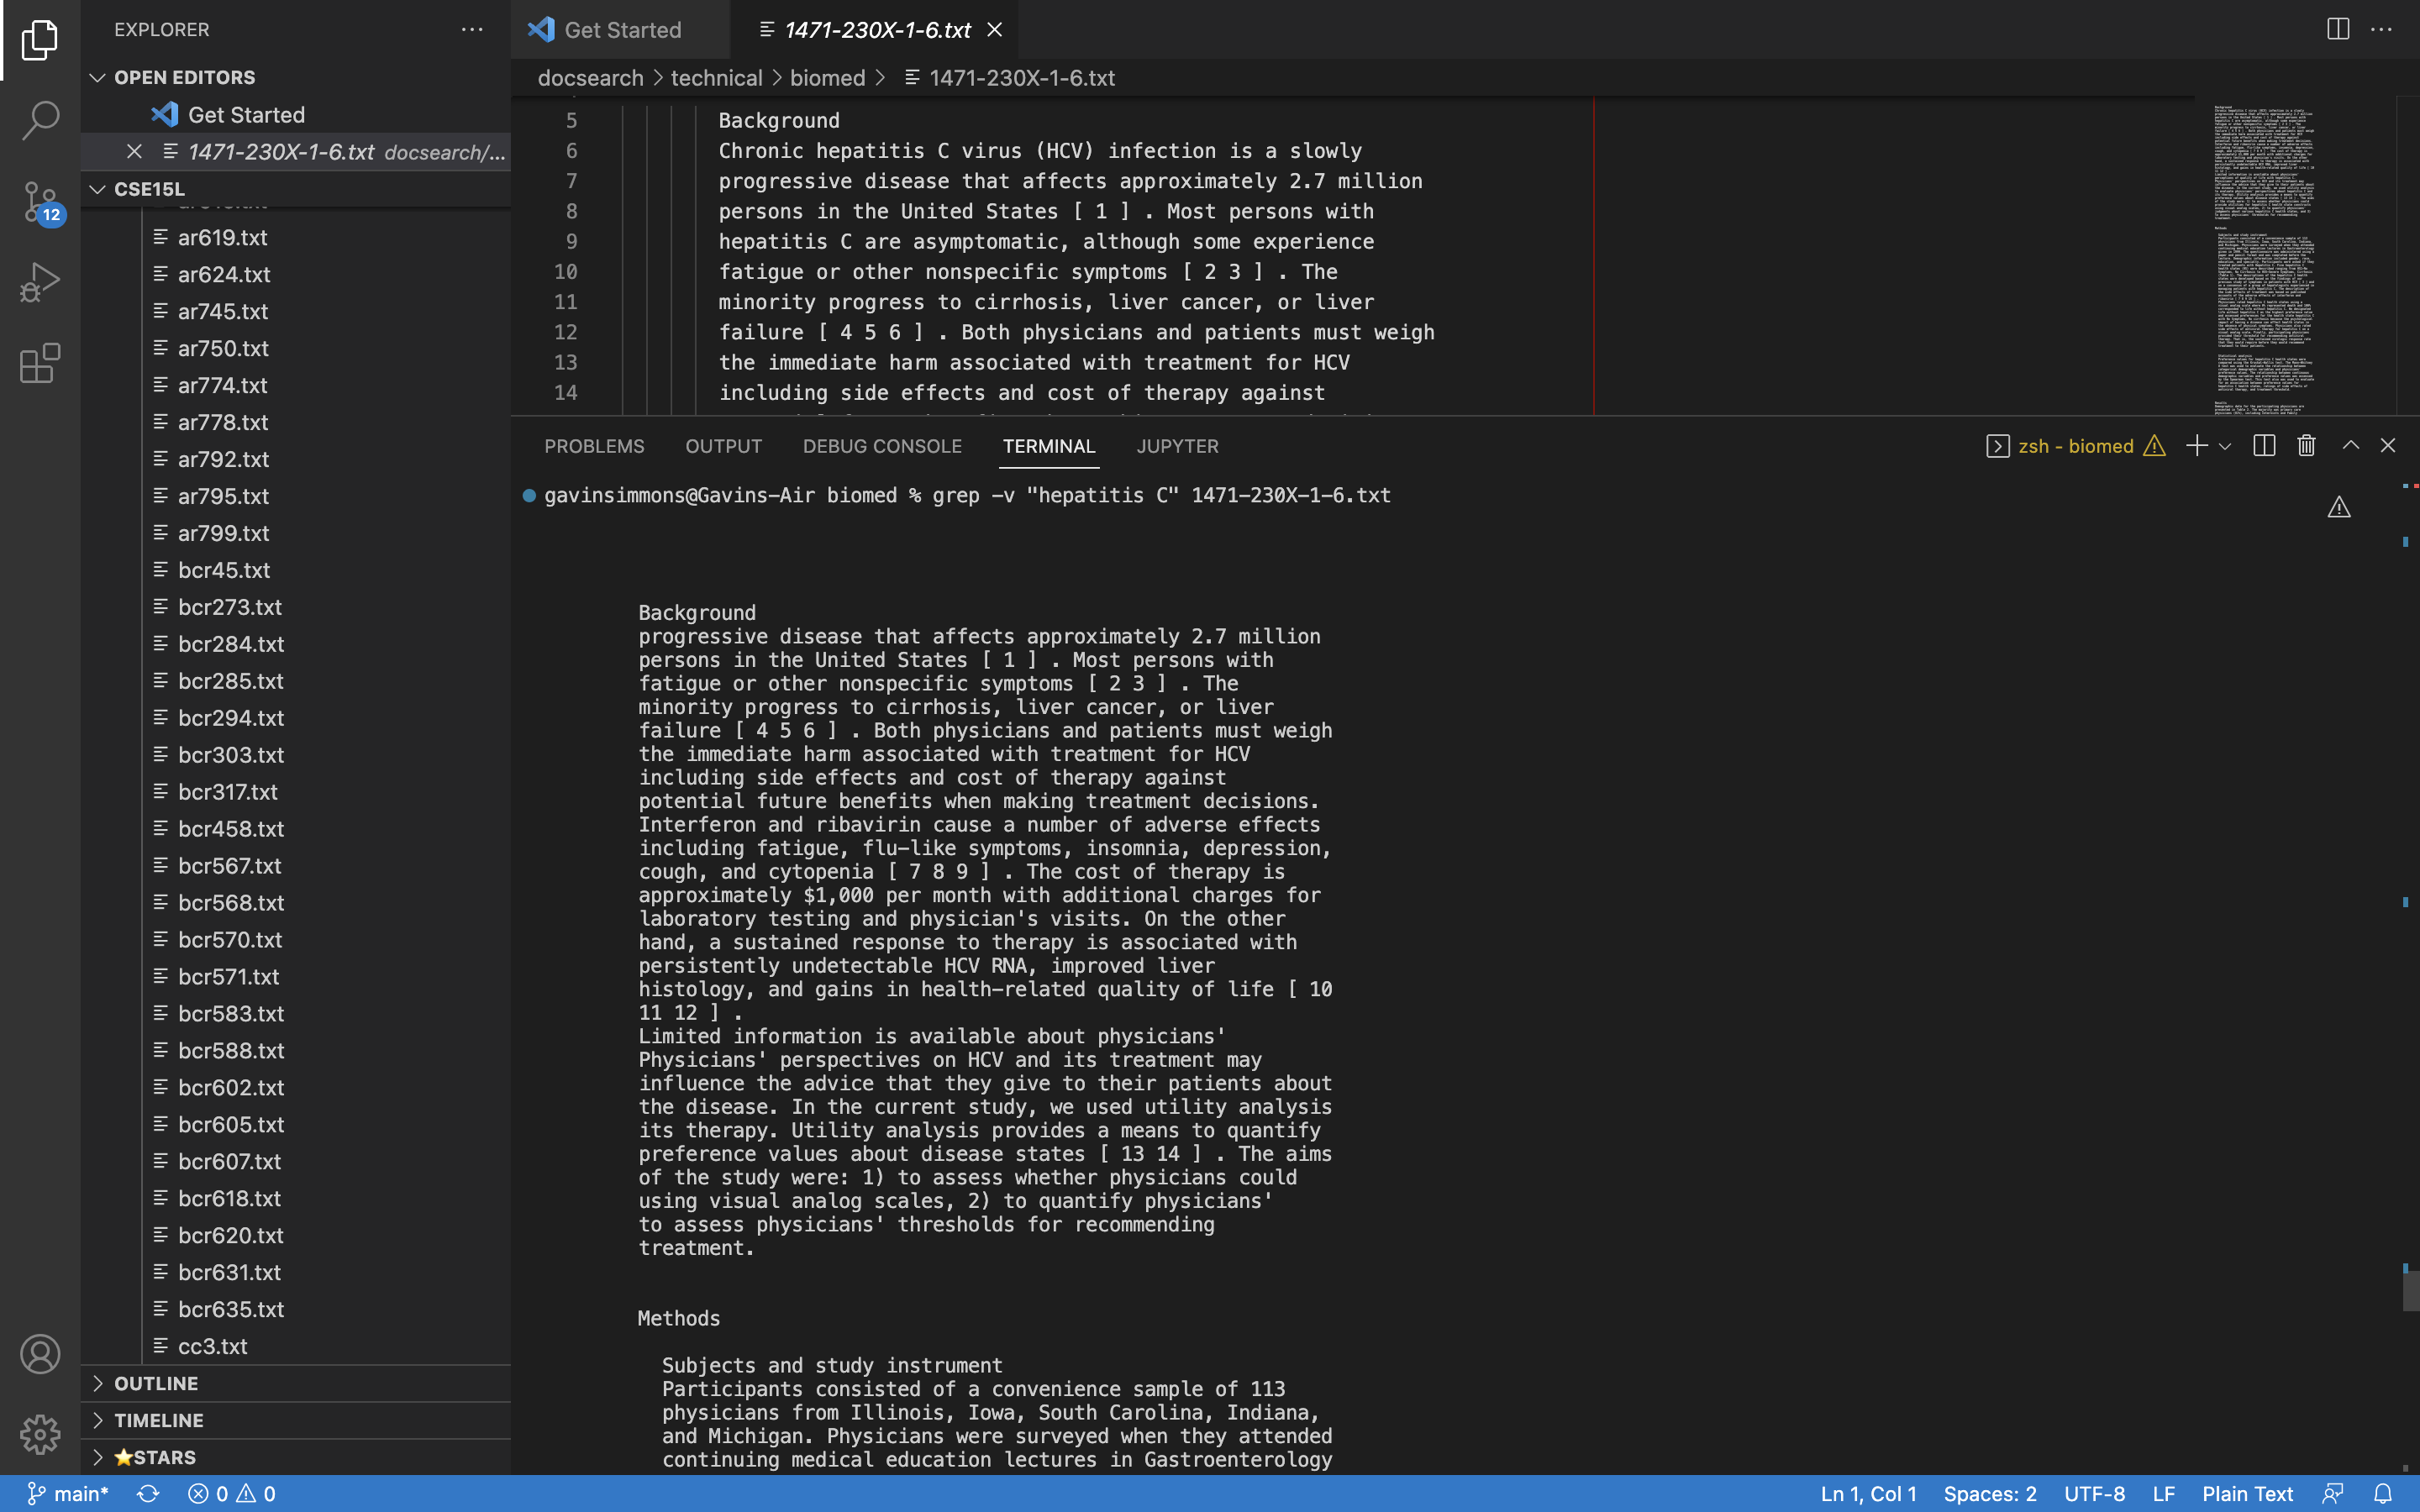 EXPLORER
OPEN EDITORS
Get Started
1471-230X-1-6.txt docsearch/...
CSE15L
ar619.txt
ar624.txt
ar745.txt
ar750.txt
ar774.txt
ar778.txt
ar792.txt
ar795.txt
ar799.txt
bcr45.txt
bcr273.txt
bcr284.txt
bcr285.txt
bcr294.txt
bcr303.txt
bcr317.txt
bcr458.txt
bcr567.txt
bcr568.txt
bcr570.txt
bcr571.txt
bcr583.txt
bcr588.txt
bcr602.txt
bcr605.txt
bcr607.txt
bcr618.txt
bcr620.txt
bcr631.txt
bcr635.txt
cc3.txt
OUTLINE
TIMELINE
⭐STARS
12
Get Started
1471-230X-1-6.txt
docsearch > technical > biomed > 1471-230X-1-6.txt
5 Background
6 Chronic hepatitis C virus (HCV) infection is a slowly
7 progressive disease that affects approximately 2.7 million
8 persons in the United States [ 1 ] . Most persons with
9 hepatitis C are asymptomatic, although some experience
10 fatigue or other nonspecific symptoms [ 2 3 ] . The
11 minority progress to cirrhosis, liver cancer, or liver
12 failure [ 4 5 6 ] . Both physicians and patients must weigh
13 the immediate harm associated with treatment for HCV
14 including side effects and cost of therapy against
PROBLEMS OUTPUT DEBUG CONSOLE TERMINAL JUPYTER
zsh - biomed
gavinsimmons@Gavins-Air biomed % grep -v "hepatitis C" 1471-230X-1-6.txt
Background
progressive disease that affects approximately 2.7 million
persons in the United States [ 1 ] . Most persons with
fatigue or other nonspecific symptoms [ 2 3 ] . The
minority progress to cirrhosis, liver cancer, or liver
failure [ 4 5 6 ] . Both physicians and patients must weigh
the immediate harm associated with treatment for HCV
including side effects and cost of therapy against
potential future benefits when making treatment decisions.
Interferon and ribavirin cause a number of adverse effects
including fatigue, flu-like symptoms, insomnia, depression,
cough, and cytopenia [ 7 8 9 ] . The cost of therapy is
approximately $1,000 per month with additional charges for
laboratory testing and physician's visits. On the other
hand, a sustained response to therapy is associated with
persistently undetectable HCV RNA, improved liver
histology, and gains in health-related quality of life [ 10
11 12 ] .
Limited information is available about physicians'
Physicians' perspectives on HCV and its treatment may
influence the advice that they give to their patients about
the disease. In the current study, we used utility analysis
its therapy. Utility analysis provides a means to quantify
preference values about disease states [ 13 14 ] . The aims
of the study were: 1) to assess whether physicians could
using visual analog scales, 2) to quantify physicians'
to assess physicians' thresholds for recommending
treatment.
Methods
Subjects and study instrument
Participants consisted of a convenience sample of 113
physicians from Illinois, Iowa, South Carolina, Indiana,
and Michigan. Physicians were surveyed when they attended
continuing medical education lectures in Gastroenterology
main* 0 0
Ln 1, Col 1 Spaces: 2 UTF-8 LF Plain Text